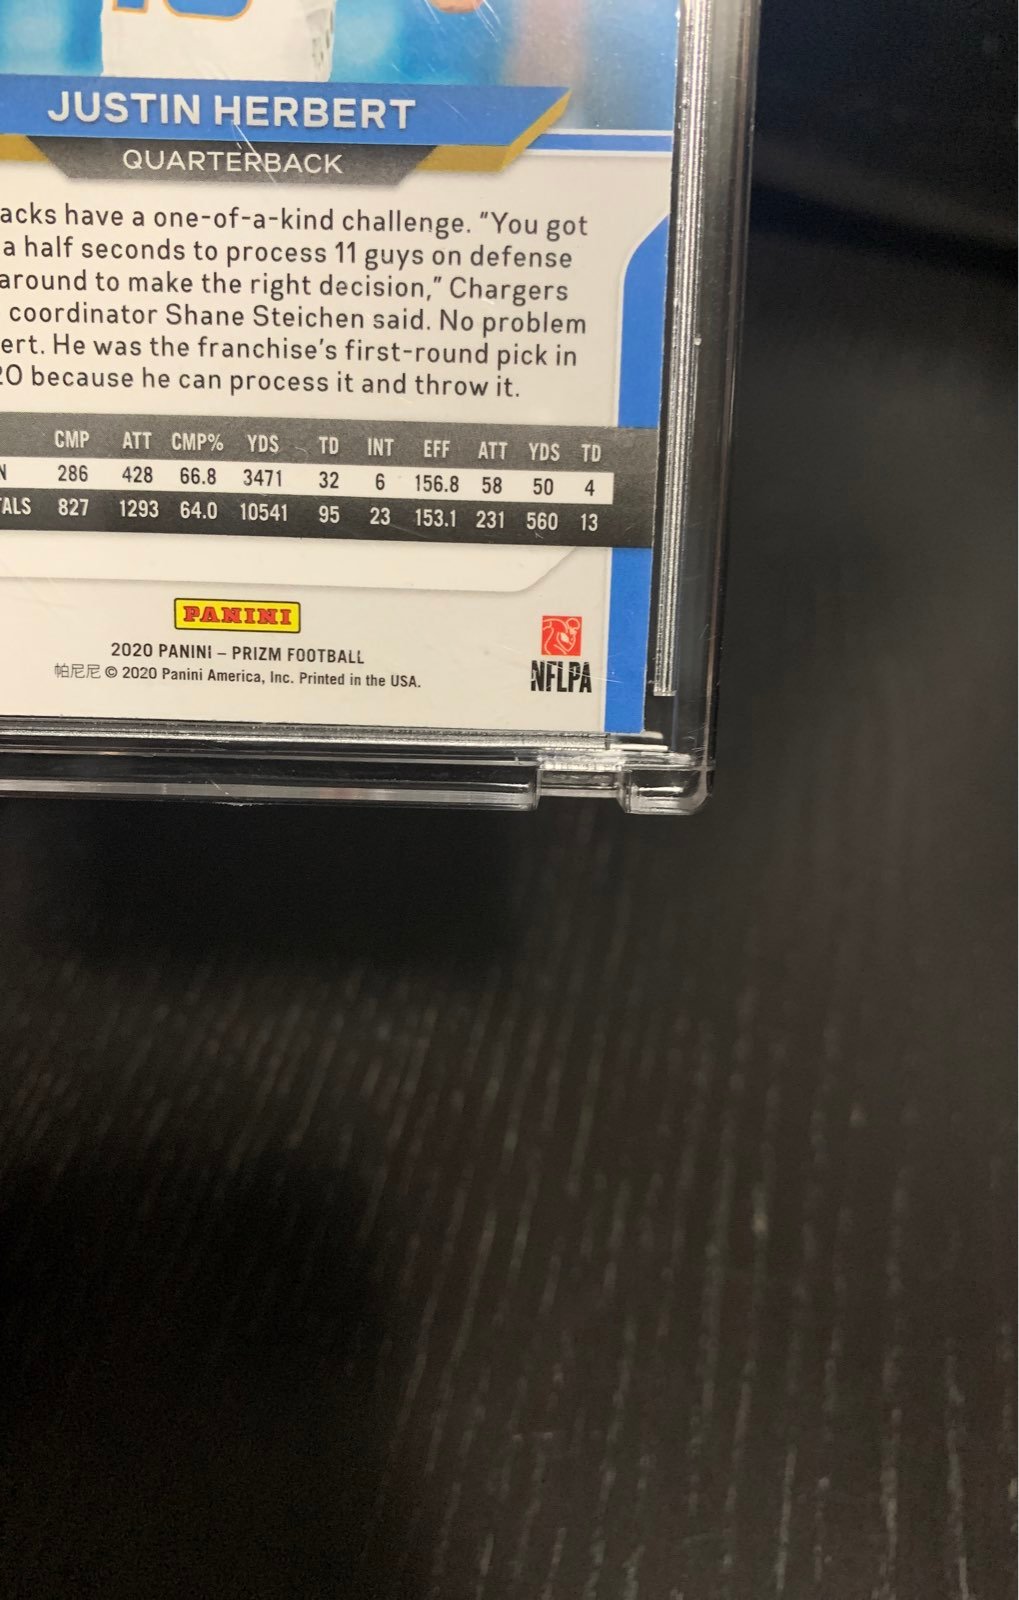 JUSTIN HERBERT
QUARTERBACK
acks have a one-of-a-kind challenge. "You got
a half seconds to process 11 guys on defense
around to make the right decision," Chargers
coordinator Shane Steichen said. No problem
ert. He was the franchise's first-round pick in
20 because he can process it and throw it.
CMP ATT CMP% YDS TD INT EFF ATT YDS TD
N 286 428 66.8 3471 32 6 156.8 58 50 4
ALS 827 1293 64.0 10541 95 23 153.1 231 560 13
PANINI
2020 PANINI – PRIZM FOOTBALL
帕尼尼 © 2020 Panini America, Inc. Printed in the USA.
NFLPA